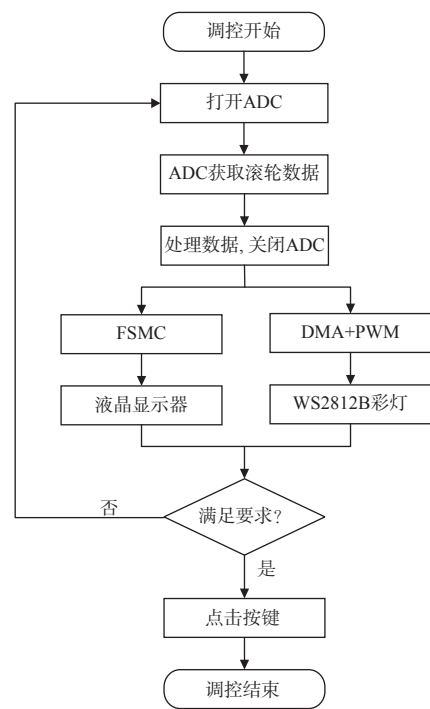 调控开始
打开ADC
ADC获取滚轮数据
处理数据, 关闭ADC
FSMC
DMA+PWM
液晶显示器
WS2812B彩灯
满足要求?
否
是
点击按键
调控结束